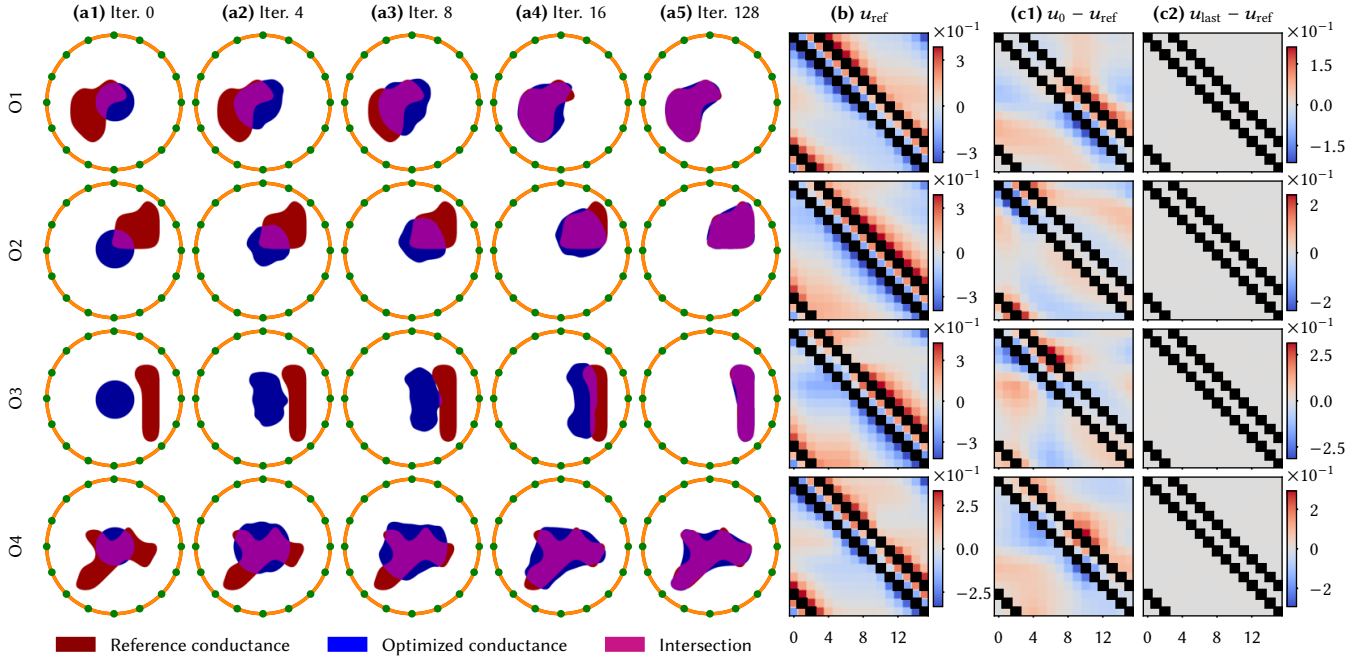 (a1) Iter. 0 (a2) Iter. 4 (a3) Iter. 8 (a4) Iter. 16 (a5) Iter. 128 (b) u_ref (c1) u_0 − u_ref (c2) u_last − u_ref
×10⁻¹ ×10⁻¹
O1 3 0 −3 1.5 0.0 −1.5
×10⁻¹ ×10⁻¹
O2 3 0 −3 2 0 −2
×10⁻¹ ×10⁻¹
O3 3 0 −3 2.5 0.0 −2.5
×10⁻¹ ×10⁻¹
O4 2.5 0.0 −2.5 2 0 −2
0 4 12 0 4 12 0 4 12
Reference conductance Optimized conductance Intersection